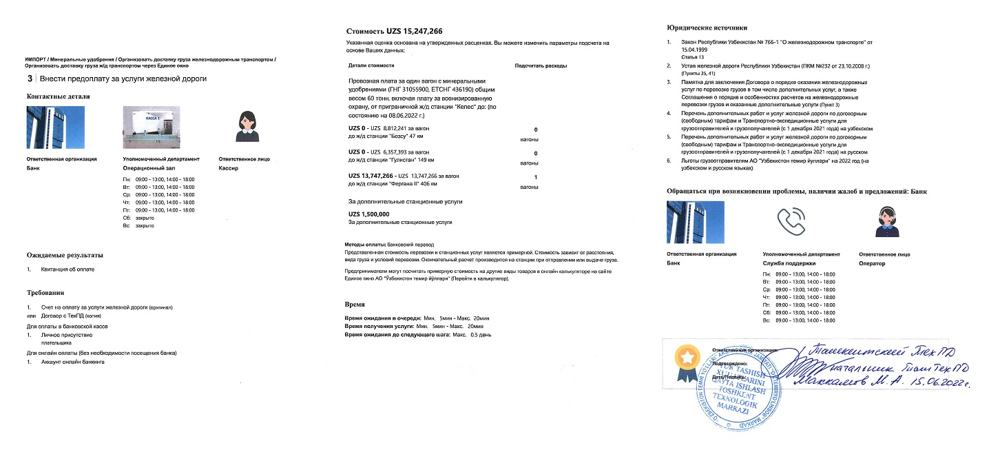 ИМПОРТ / Минеральные удобрения / Организовать доставку груза железнодорожным транспортом /
Организовать доставку груза ж/д транспортом через Единое окно
3 Внести предоплату за услуги железной дороги
Контактные детали
КАССА 1
Ответственная организация
Банк
Уполномоченный департамент
Операционный зал
Пн: 09:00 - 13:00, 14:00 - 18:00
Вт: 09:00 - 13:00, 14:00 - 18:00
Ср: 09:00 - 13:00, 14:00 - 18:00
Чт: 09:00 - 13:00, 14:00 - 18:00
Пт: 09:00 - 13:00, 14:00 - 18:00
Сб: закрыто
Вс: закрыто
Ответственное лицо
Кассир
Ожидаемые результаты
1. Квитанция об оплате
Требования
1. Счет на оплату за услуги железной дороги (оригинал)
или Договор с ТехПД (копия)
Для оплаты в банковской кассе
1. Личное присутствие
плательщика
Для онлайн оплаты (без необходимости посещения банка)
1. Аккаунт онлайн банкинга
Стоимость UZS 15,247,266
Указанная оценка основана на утвержденных расценках. Вы можете изменить параметры подсчета на
основе Ваших данных:
Детали стоимости Подсчитать расходы
Провозная плата за один вагон с минеральными
удобрениями (ГНГ 31055900, ЕТСНГ 436190) общим
весом 60 тонн, включая плату за военизированную
охрану, от приграничной ж/д станции "Келес" до: (по
состоянию на 08.06.2022 г.)
UZS 0 - UZS 8,812,241 за вагон 0
до ж/д станции "Бозсу" 47 км вагоны
UZS 0 - UZS 6,357,393 за вагон 0
до ж/д станции "Гулистан" 149 км вагоны
UZS 13,747,266 - UZS 13,747,266 за вагон 1
до ж/д станции "Фергана II" 406 км вагоны
За дополнительные станционные услуги
UZS 1,500,000
За дополнительные станционные услуги
Методы оплаты: Банковский перевод
Представленная стоимость перевозки и станционных услуг является примерной. Стоимость зависит от расстояния,
вида груза и условий перевозки. Окончательный расчет производится на станции при отправлении или выдаче груза.
Предприниматели могут посчитать примерную стоимость на другие виды товаров в онлайн калькуляторе на сайте
Единое окно АО "Ўзбекистон темир йўллари" (Перейти в калькулятор).
Время
Время ожидания в очереди: Мин. 5мин - Макс. 20мин
Время получения услуги: Мин. 5мин - Макс. 20мин
Время ожидания до следующего шага: Макс. 0.5 день
Юридические источники
1. Закон Республики Узбекистан № 766-1 "О железнодорожном транспорте" от
15.04.1999
Статья 13
2. Устав железной дороги Республики Узбекистан (ПКМ №252 от 23.10.2008 г.)
(Пункты 25, 41)
3. Памятка для заключения Договора о порядке оказания железнодорожных
услуг по перевозке грузов в том числе дополнительных услуг, а также
Соглашения о порядке и особенностях расчетов на железнодорожные
перевозки грузов и оказанные дополнительные услуги (Пункт 3)
4. Перечень дополнительных работ и услуг железной дороги по договорным
(свободным) тарифам и Транспортно-экспедиционные услуги для
грузоотправителей и грузополучателей (с 1 декабря 2021 года) на узбекском
5. Перечень дополнительных работ и услуг железной дороги по договорным
(свободным) тарифам и Транспортно-экспедиционные услуги для
грузоотправителей и грузополучателей (с 1 декабря 2021 года) на русском
6. Льготы грузоотправителям АО "Узбекистон темир йуллари" на 2022 год (на
узбекском и русском языках)
Обращаться при возникновении проблемы, наличии жалоб и предложений: Банк
Ответственная организация
Банк
Уполномоченный департамент
Служба поддержки
Пн: 09:00 - 13:00, 14:00 - 18:00
Вт: 09:00 - 13:00, 14:00 - 18:00
Ср: 09:00 - 13:00, 14:00 - 18:00
Чт: 09:00 - 13:00, 14:00 - 18:00
Пт: 09:00 - 13:00, 14:00 - 18:00
Сб: 09:00 - 13:00, 14:00 - 18:00
Вс: 09:00 - 13:00, 14:00 - 18:00
Ответственное лицо
Оператор
Ответственная организация: Ташкентский ТехПД
Подтверждено: Начальник ТашТехПД
Дата/Подпись: Маккамов М. А. 15.06.2022г.
YUK TASHISH
XUJJATLARINI
QAYTA ISHLASH
TOSHKENT
TEXNOLOGIK
MARKAZI